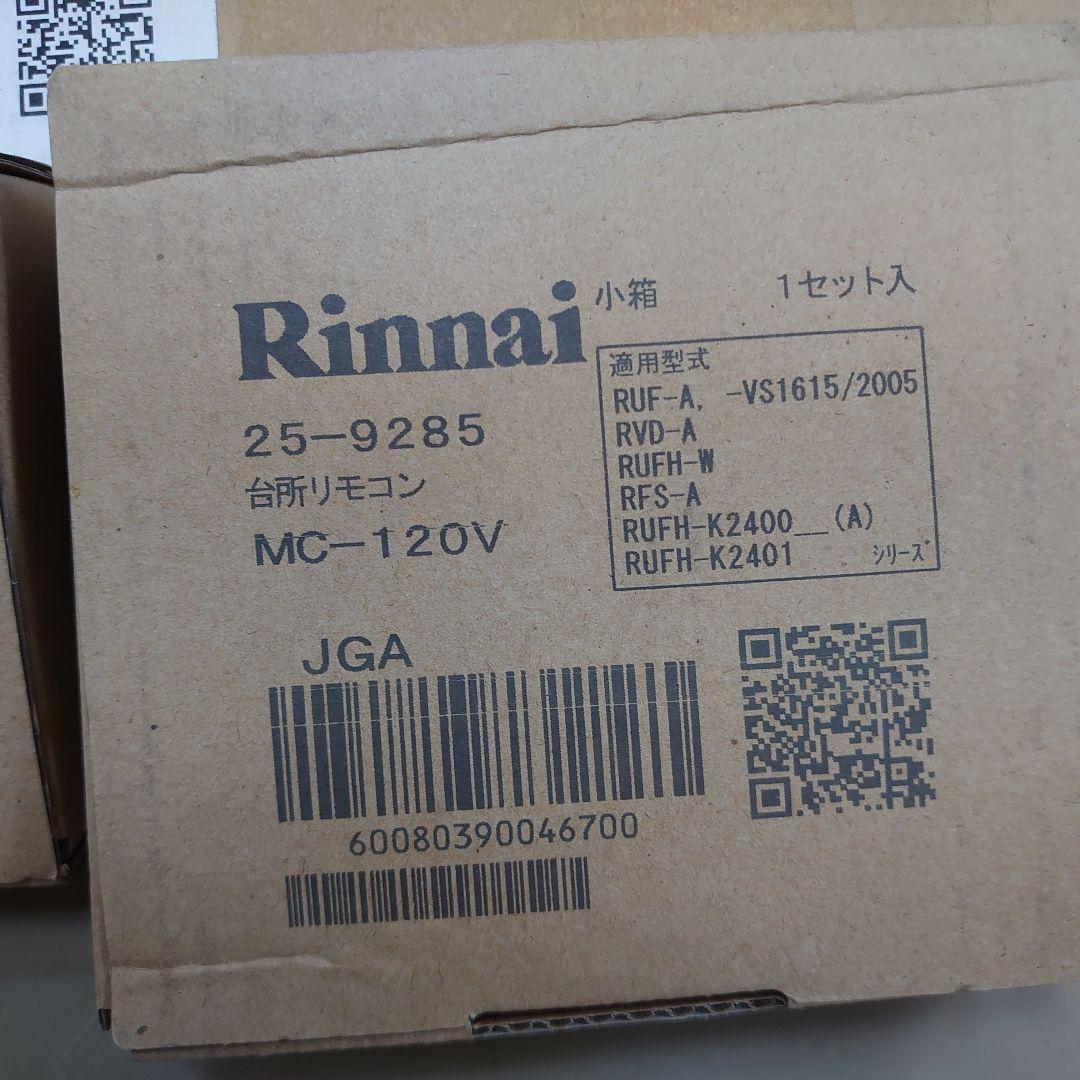 Rinnai 小箱 1セット入
25-9285
台所リモコン
MC-120V
適用型式
RUF-A, -VS1615/2005
RVD-A
RUFH-W
RFS-A
RUFH-K2400__(A)
RUFH-K2401 シリーズ
JGA
60080390046700